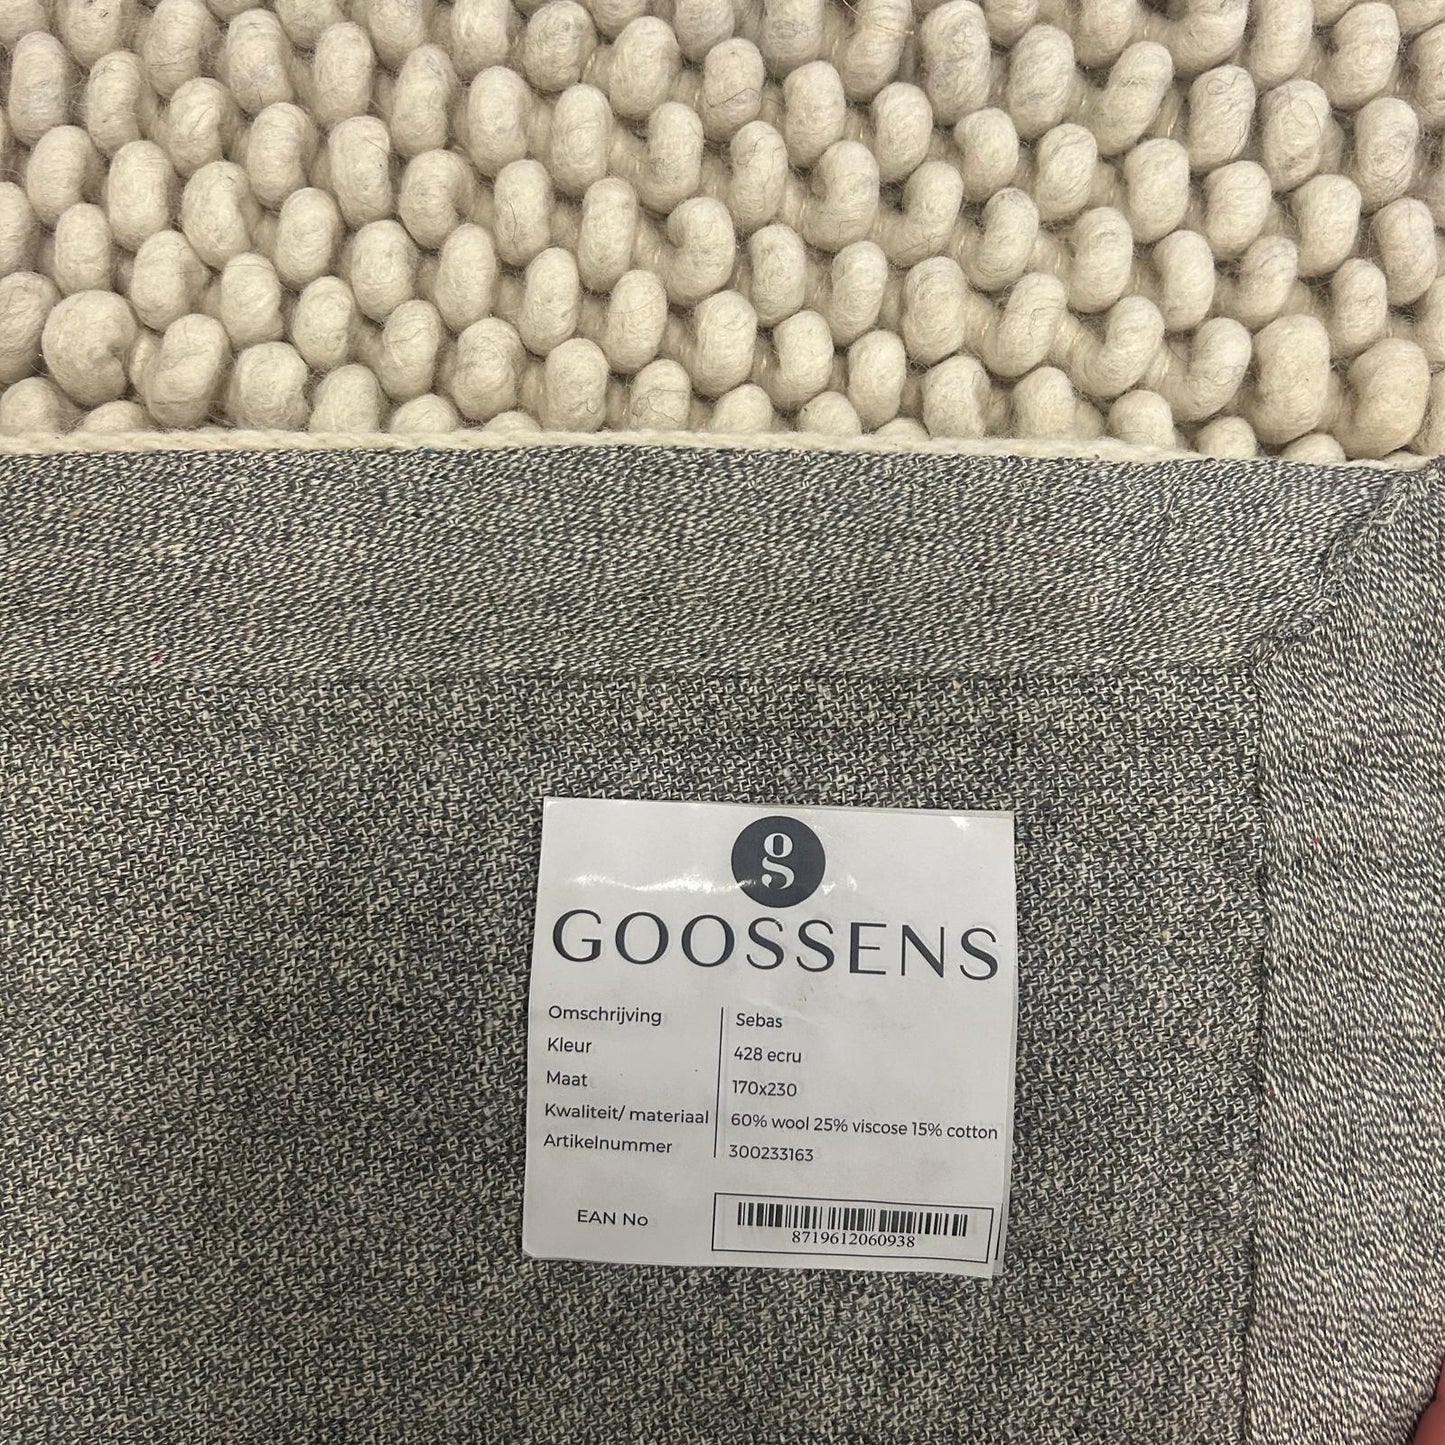 g
GOOSSENS
Omschrijving Sebas
Kleur 428 ecru
Maat 170x230
Kwaliteit/ materiaal 60% wool 25% viscose 15% cotton
Artikelnummer 300233163
EAN No
8719612060938